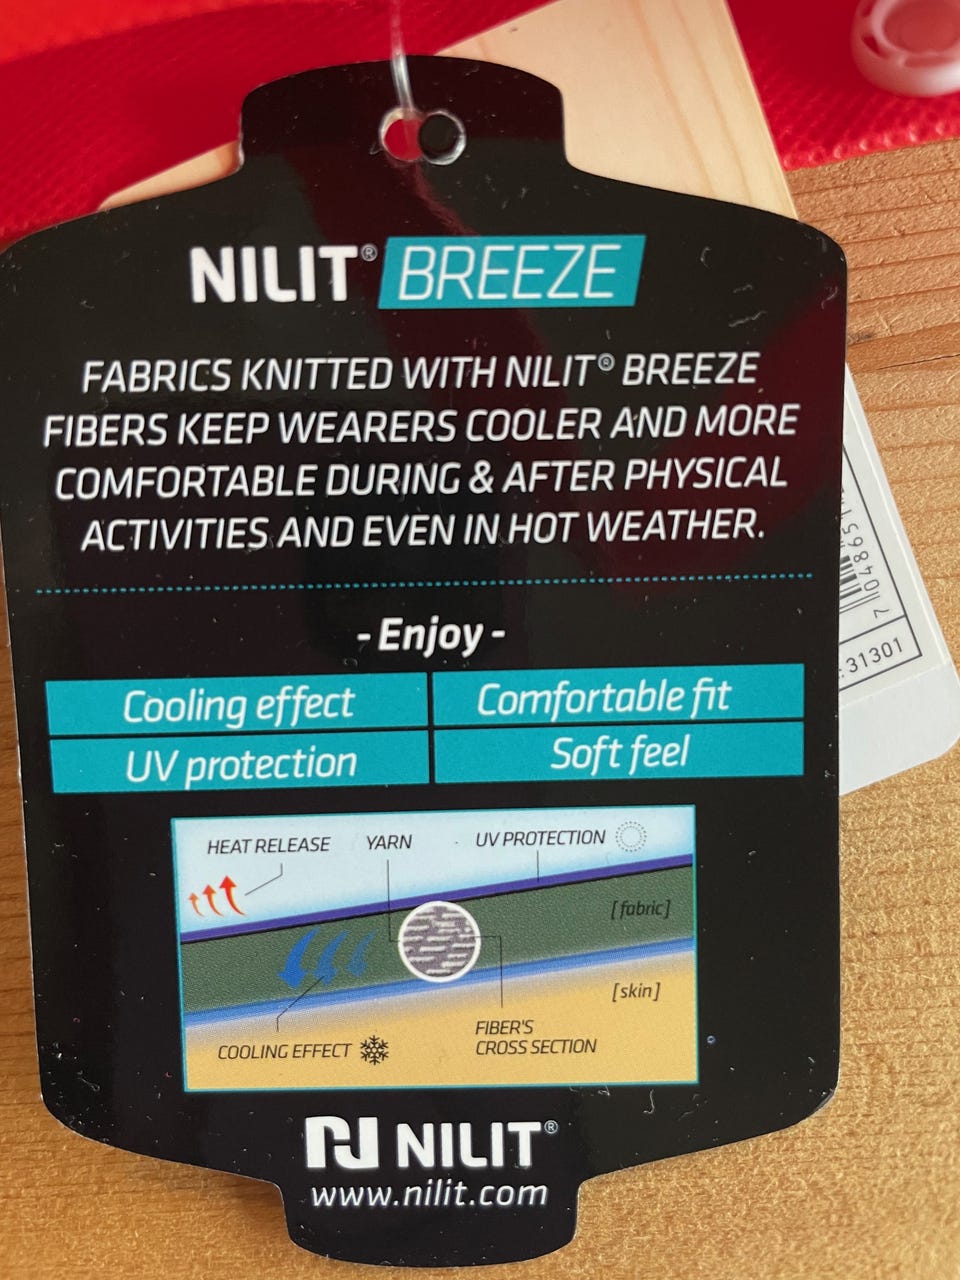 NILIT® BREEZE
FABRICS KNITTED WITH NILIT® BREEZE
FIBERS KEEP WEARERS COOLER AND MORE
COMFORTABLE DURING & AFTER PHYSICAL
ACTIVITIES AND EVEN IN HOT WEATHER.
- Enjoy -
Cooling effect
Comfortable fit
UV protection
Soft feel
HEAT RELEASE
YARN
UV PROTECTION
[fabric]
[skin]
COOLING EFFECT
FIBER'S
CROSS SECTION
NILIT®
www.nilit.com
7 04865
: 31301